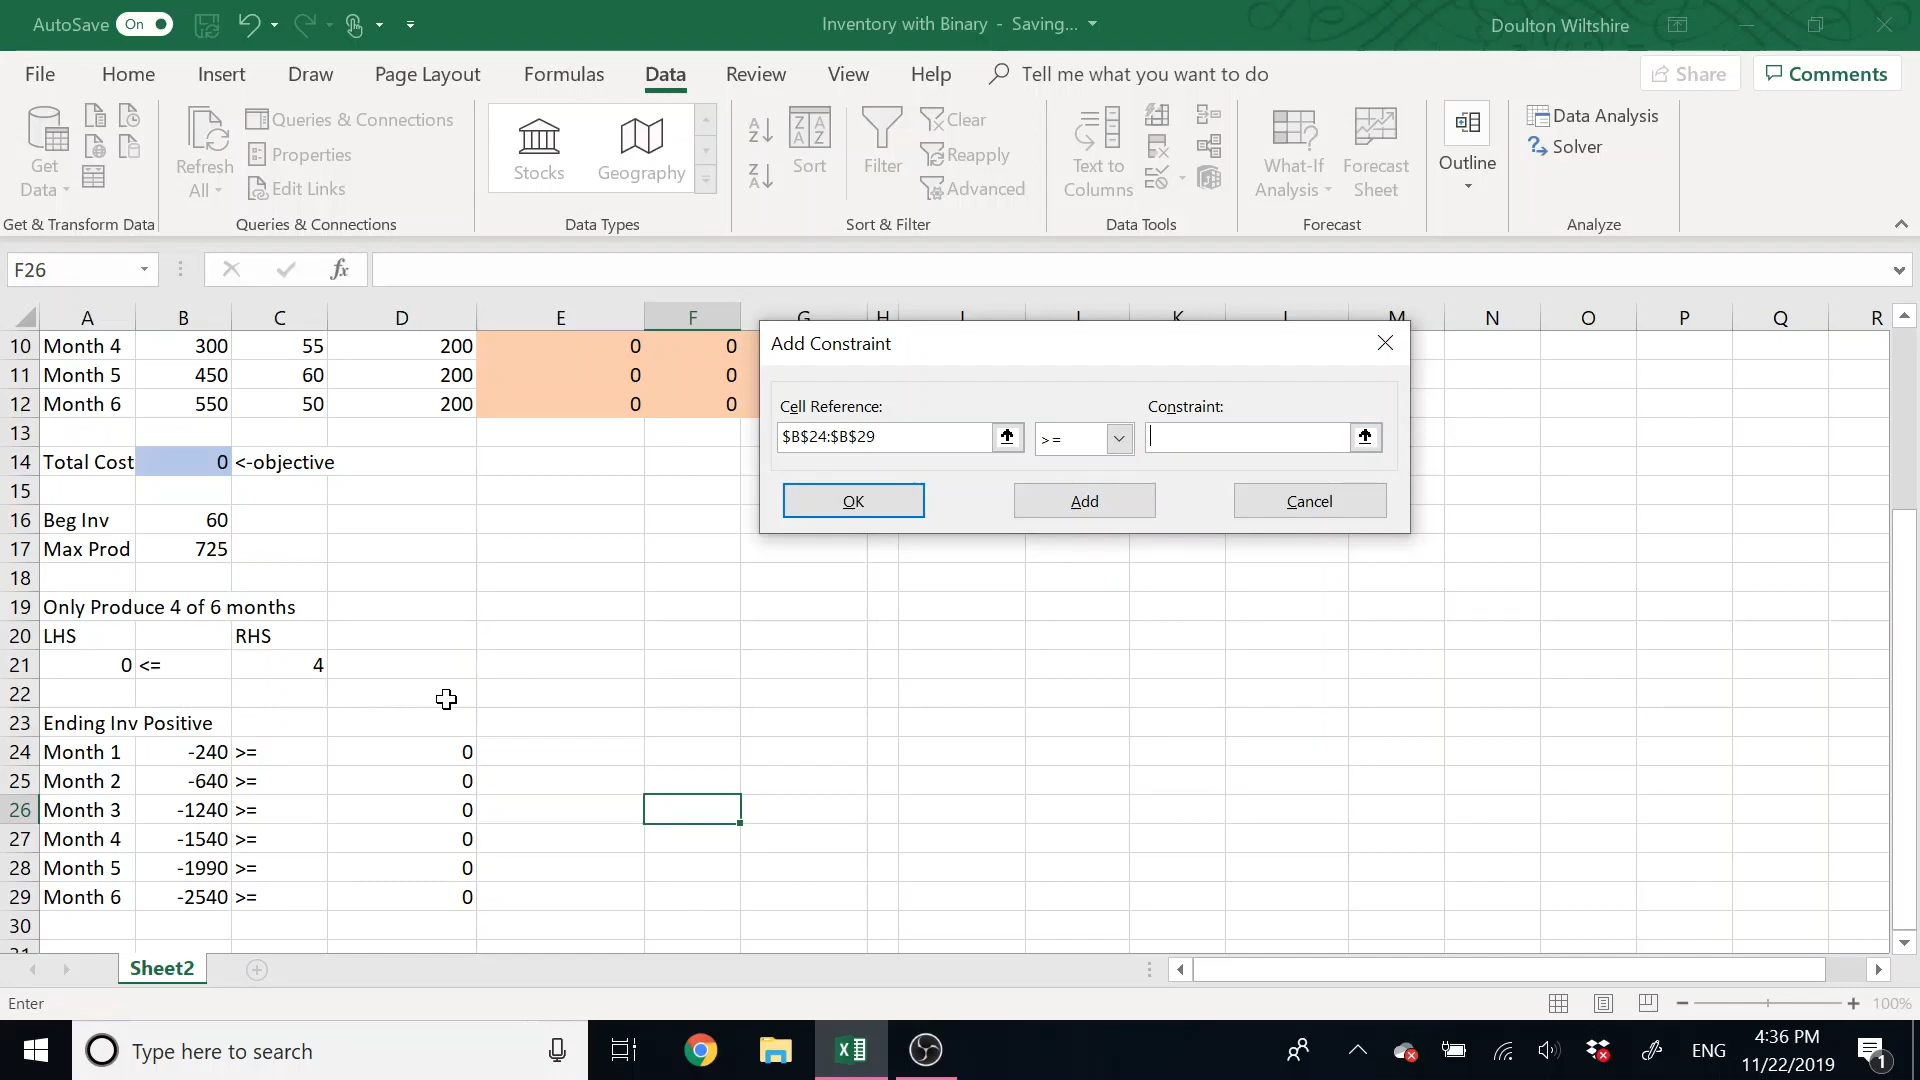 AutoSave On Inventory with Binary - Saving... Doulton Wiltshire
File Home Insert Draw Page Layout Formulas Data Review View Help Tell me what you want to do Share Comments
Get Data
Refresh All
Queries & Connections
Properties
Edit Links
Stocks Geography
A Z Z A
Z A A Z Sort
Filter
Clear
Reapply
Advanced
Text to Columns
What-If Analysis
Forecast Sheet
Outline
Data Analysis
Solver
Get & Transform Data Queries & Connections Data Types Sort & Filter Data Tools Forecast Analyze
F26 fx
A B C D E F G H I J K L M N O P Q R
10 Month 4 300 55 200 0 0
11 Month 5 450 60 200 0 0
12 Month 6 550 50 200 0 0
13
14 Total Cost 0 <-objective
15
16 Beg Inv 60
17 Max Prod 725
18
19 Only Produce 4 of 6 months
20 LHS RHS
21 0 <= 4
22
23 Ending Inv Positive
24 Month 1 -240 >= 0
25 Month 2 -640 >= 0
26 Month 3 -1240 >= 0
27 Month 4 -1540 >= 0
28 Month 5 -1990 >= 0
29 Month 6 -2540 >= 0
30
31
Add Constraint
Cell Reference: Constraint:
$B$24:$B$29 >=
OK Add Cancel
Sheet2
Enter 100%
Type here to search ENG 4:36 PM
11/22/2019 1